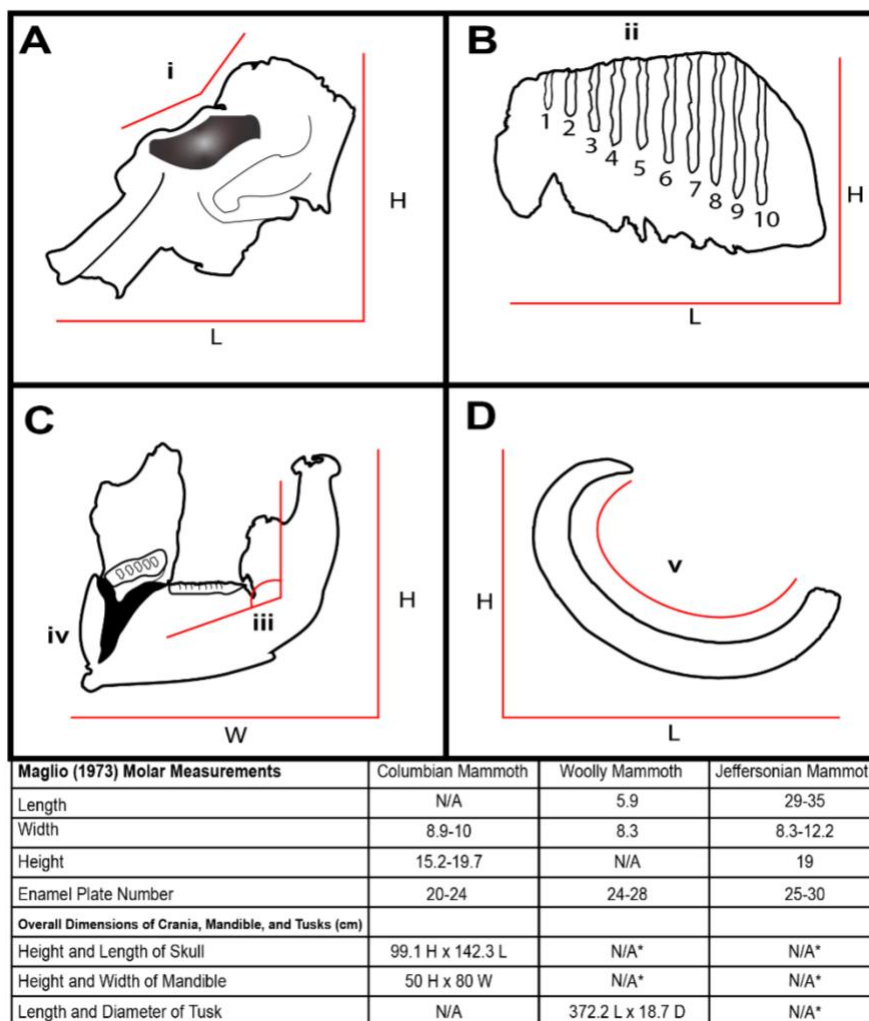 A
i
H
L
B
ii
1 2 3 4 5 6 7 8 9 10
H
L
C
iv
iii
H
W
D
H
v
L
Maglio (1973) Molar Measurements Columbian Mammoth Woolly Mammoth Jeffersonian Mammot
Length N/A 5.9 29-35
Width 8.9-10 8.3 8.3-12.2
Height 15.2-19.7 N/A 19
Enamel Plate Number 20-24 24-28 25-30
Overall Dimensions of Crania, Mandible, and Tusks (cm)
Height and Length of Skull 99.1 H x 142.3 L N/A* N/A*
Height and Width of Mandible 50 H x 80 W N/A* N/A*
Length and Diameter of Tusk N/A 372.2 L x 18.7 D N/A*